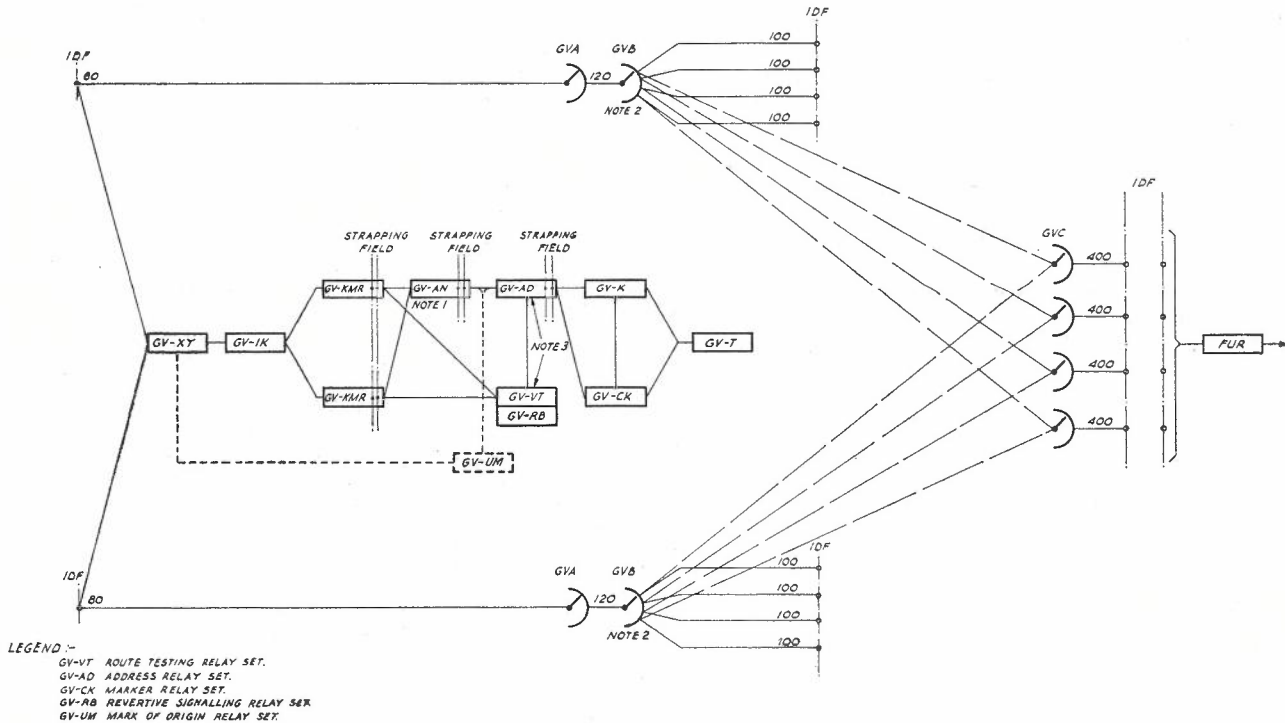 IDF
100
100
100
100
IDF
80
GVA
GVB
120
NOTE 2
IDF
GVC
400
400
400
400
STRAPPING FIELD
STRAPPING FIELD
STRAPPING FIELD
GV-KMR
GV-AN
GV-AD
GV-K
NOTE 1
GV-XY
GV-IK
NOTE 3
GV-T
FUR
GV-KMR
GV-VT
GV-RB
GV-CK
GV-UM
IDF
80
GVA
GVB
120
NOTE 2
IDF
100
100
100
100
LEGEND :-
GV-VT ROUTE TESTING RELAY SET.
GV-AD ADDRESS RELAY SET.
GV-CK MARKER RELAY SET.
GV-RB REVERTIVE SIGNALLING RELAY SET.
GV-UM MARK OF ORIGIN RELAY SET.